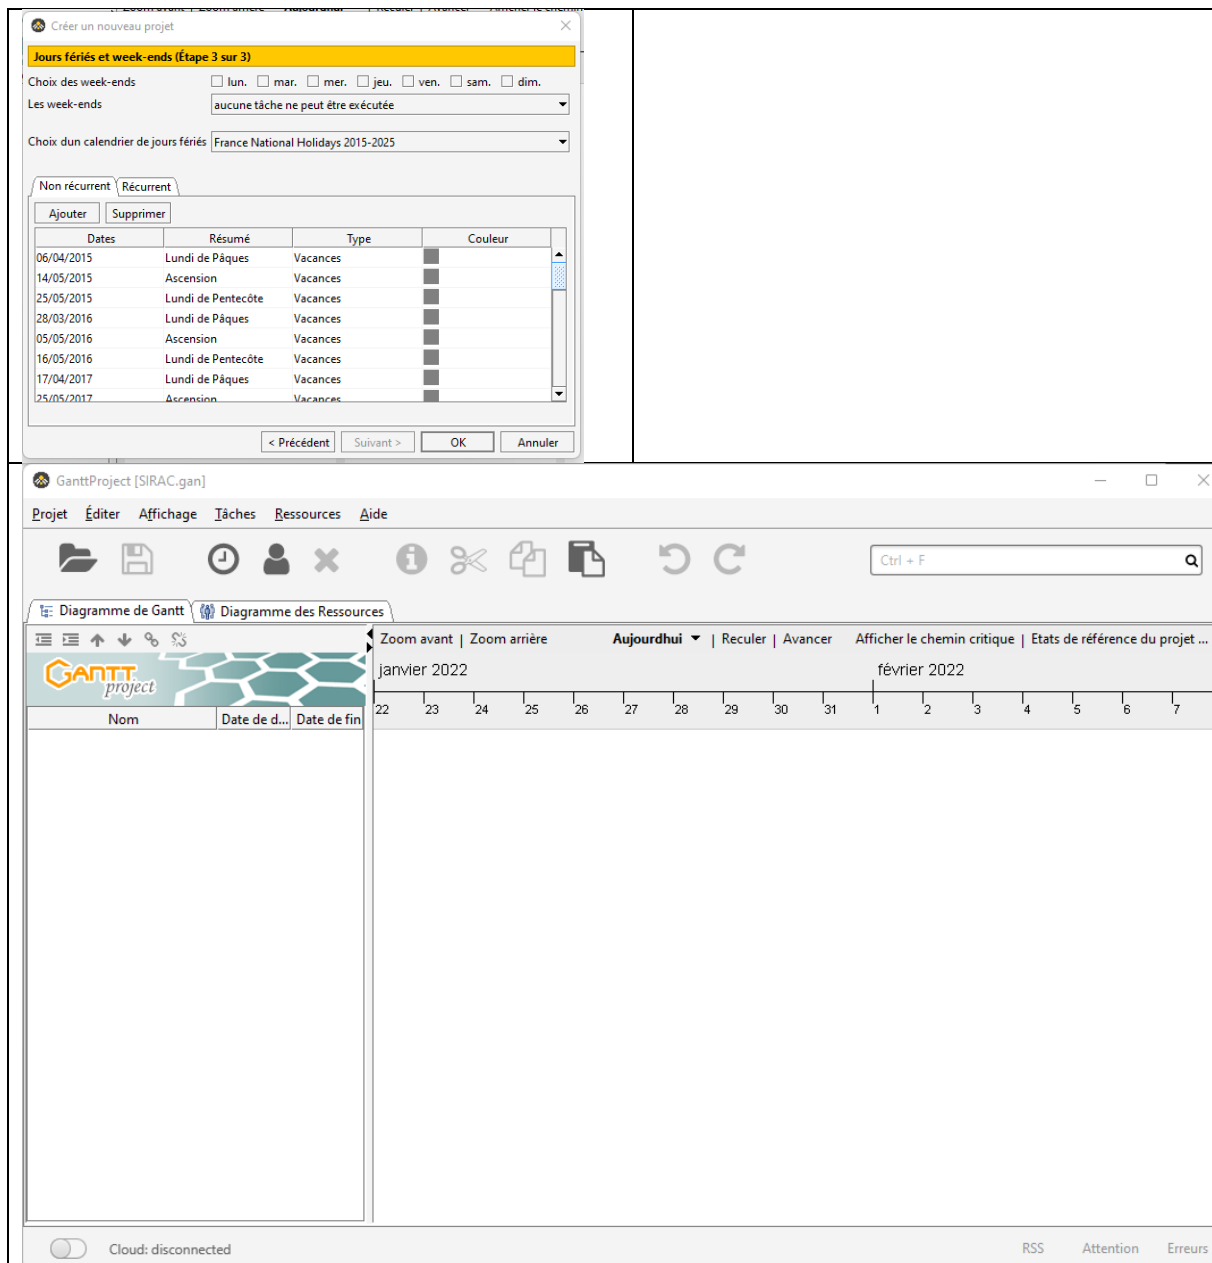 Créer un nouveau projet
Jours fériés et week-ends (Étape 3 sur 3)
Choix des week-ends lun. mar. mer. jeu. ven. sam. dim.
Les week-ends aucune tâche ne peut être exécutée
Choix dun calendrier de jours fériés France National Holidays 2015-2025
Non récurrent Récurrent
Ajouter Supprimer
Dates Résumé Type Couleur
06/04/2015 Lundi de Pâques Vacances
14/05/2015 Ascension Vacances
25/05/2015 Lundi de Pentecôte Vacances
28/03/2016 Lundi de Pâques Vacances
05/05/2016 Ascension Vacances
16/05/2016 Lundi de Pentecôte Vacances
17/04/2017 Lundi de Pâques Vacances
25/05/2017 Ascension Vacances
< Précédent Suivant > OK Annuler
GanttProject [SIRAC.gan]
Projet Éditer Affichage Tâches Ressources Aide
Ctrl + F
Diagramme de Gantt Diagramme des Ressources
Zoom avant | Zoom arrière Aujourdhui | Reculer | Avancer Afficher le chemin critique | Etats de référence du projet ...
GANTT project
janvier 2022 février 2022
Nom Date de d... Date de fin
22 23 24 25 26 27 28 29 30 31 1 2 3 4 5 6 7
Cloud: disconnected RSS Attention Erreurs